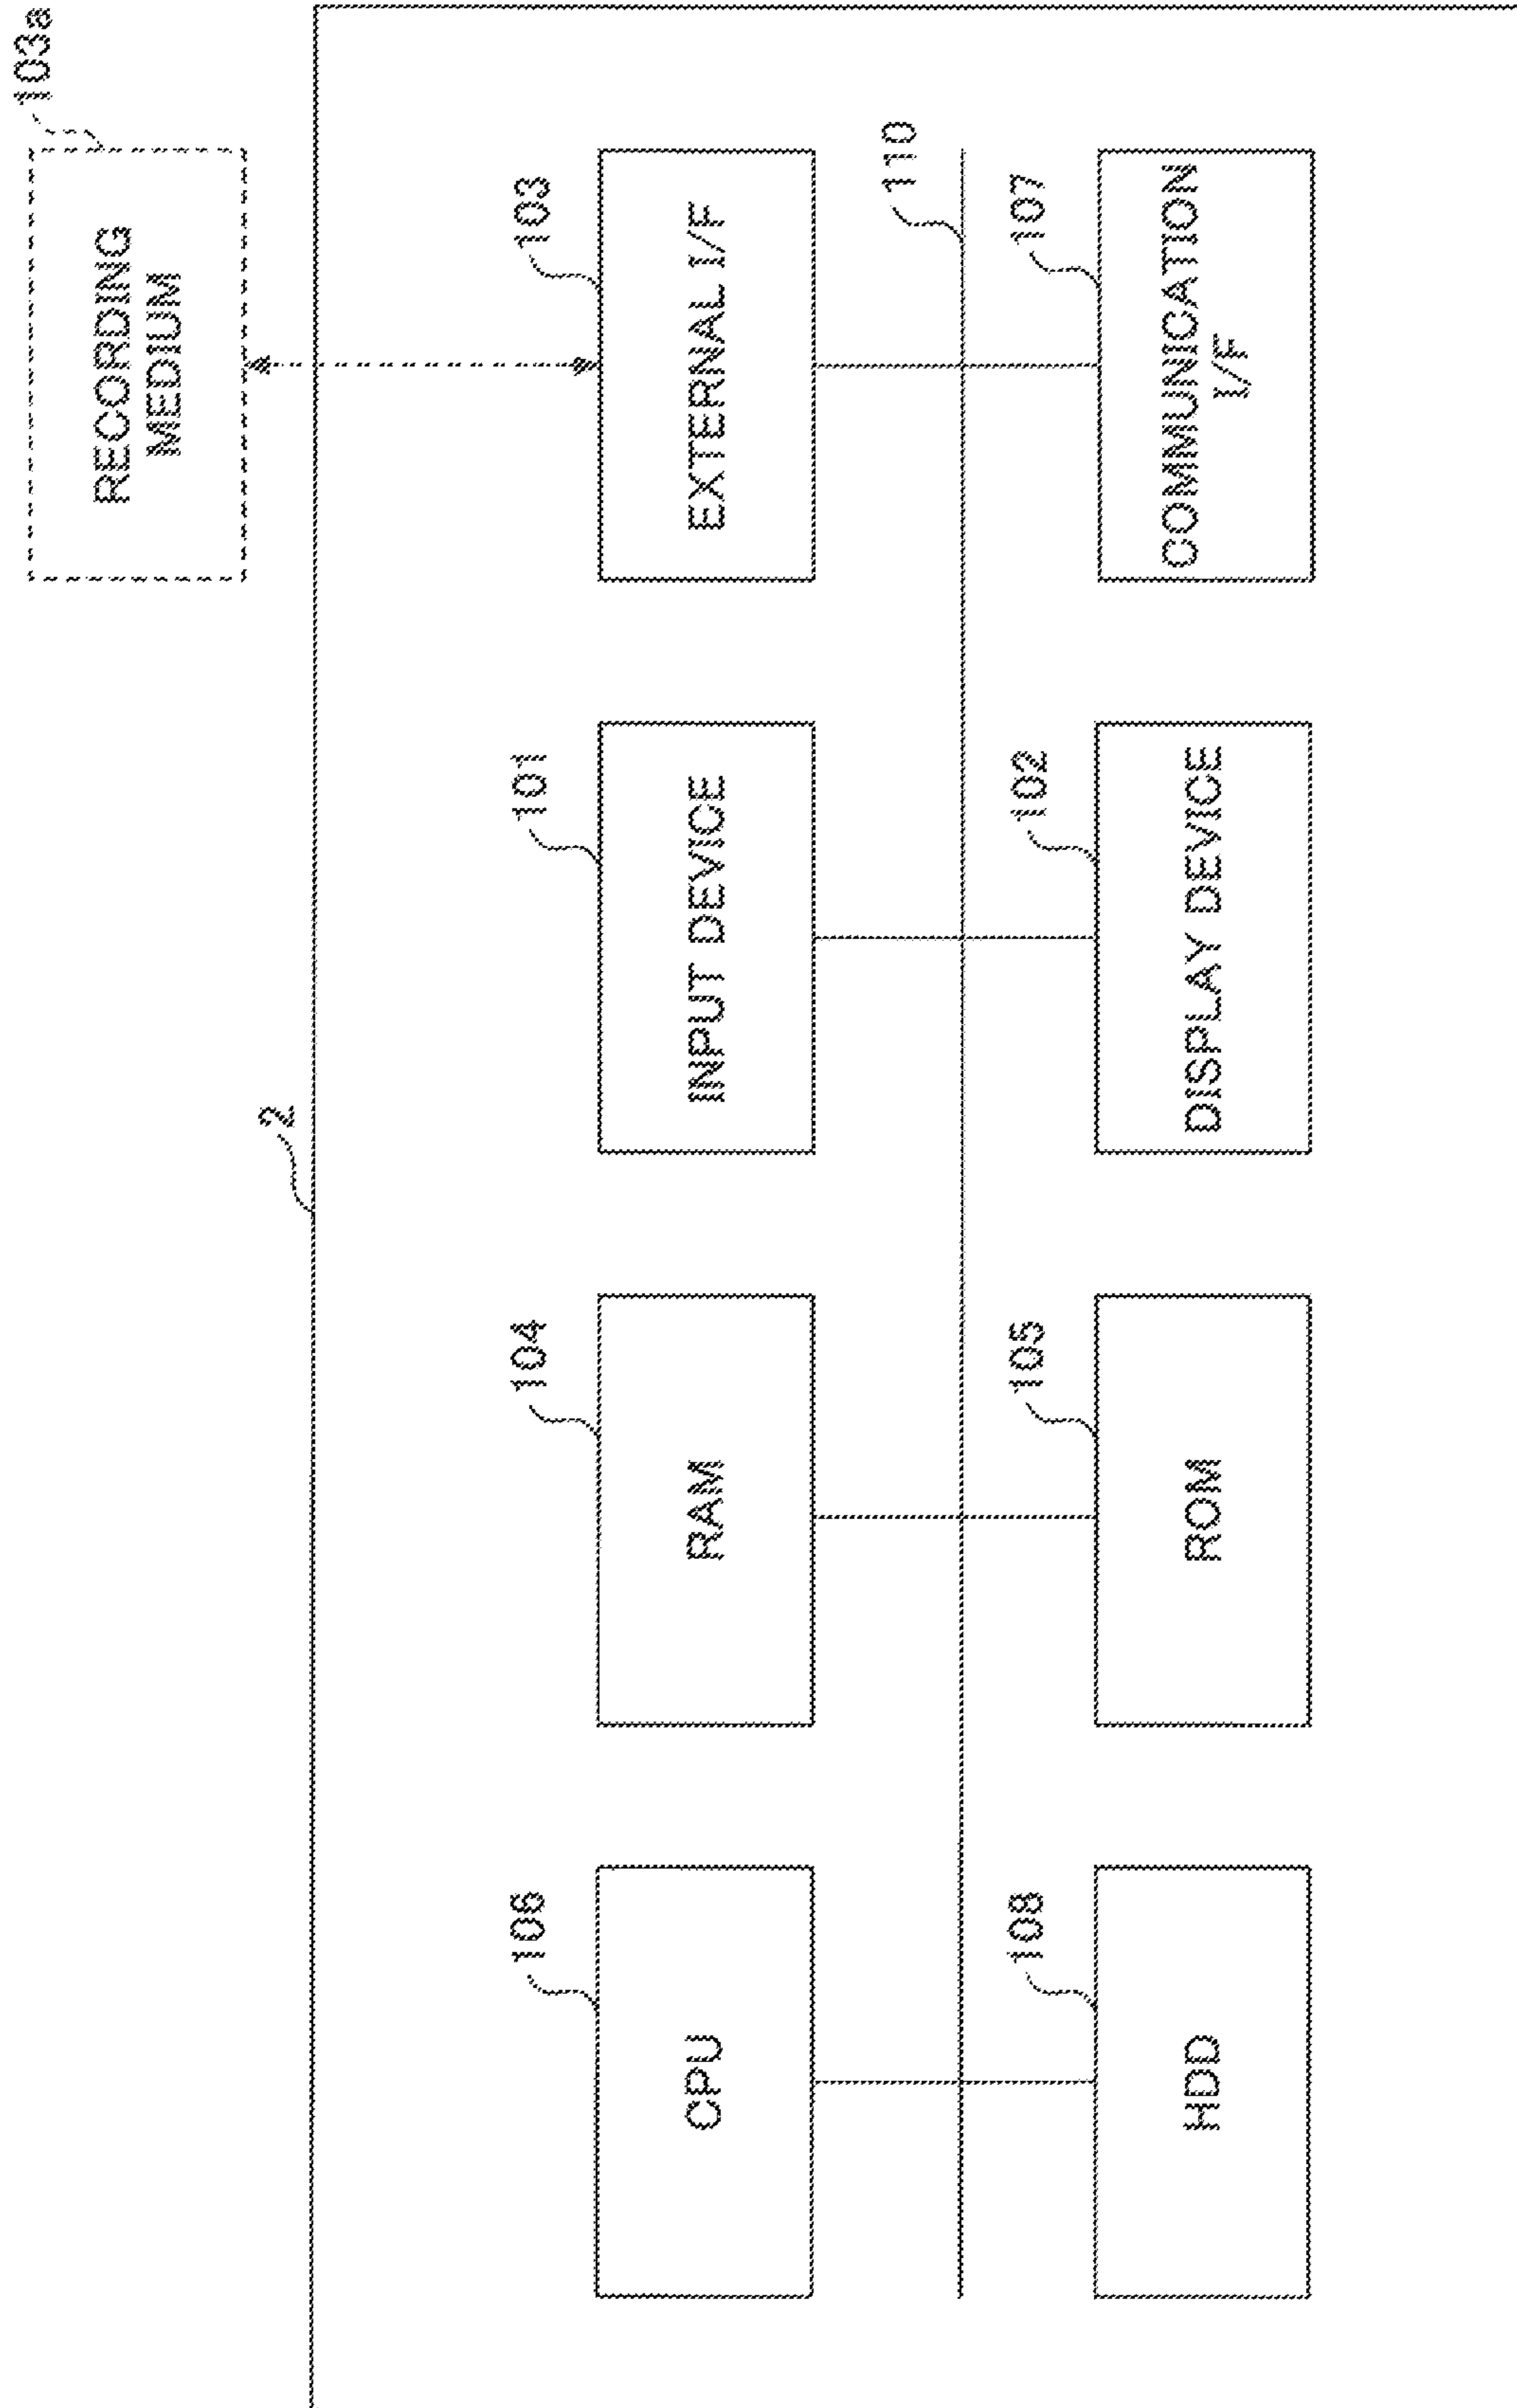 103a
RECORDING
MEDIUM
2
106
CPU
104
RAM
101
INPUT DEVICE
103
EXTERNAL I/F
110
108
HDD
105
ROM
102
DISPLAY DEVICE
107
COMMUNICATION
I/F